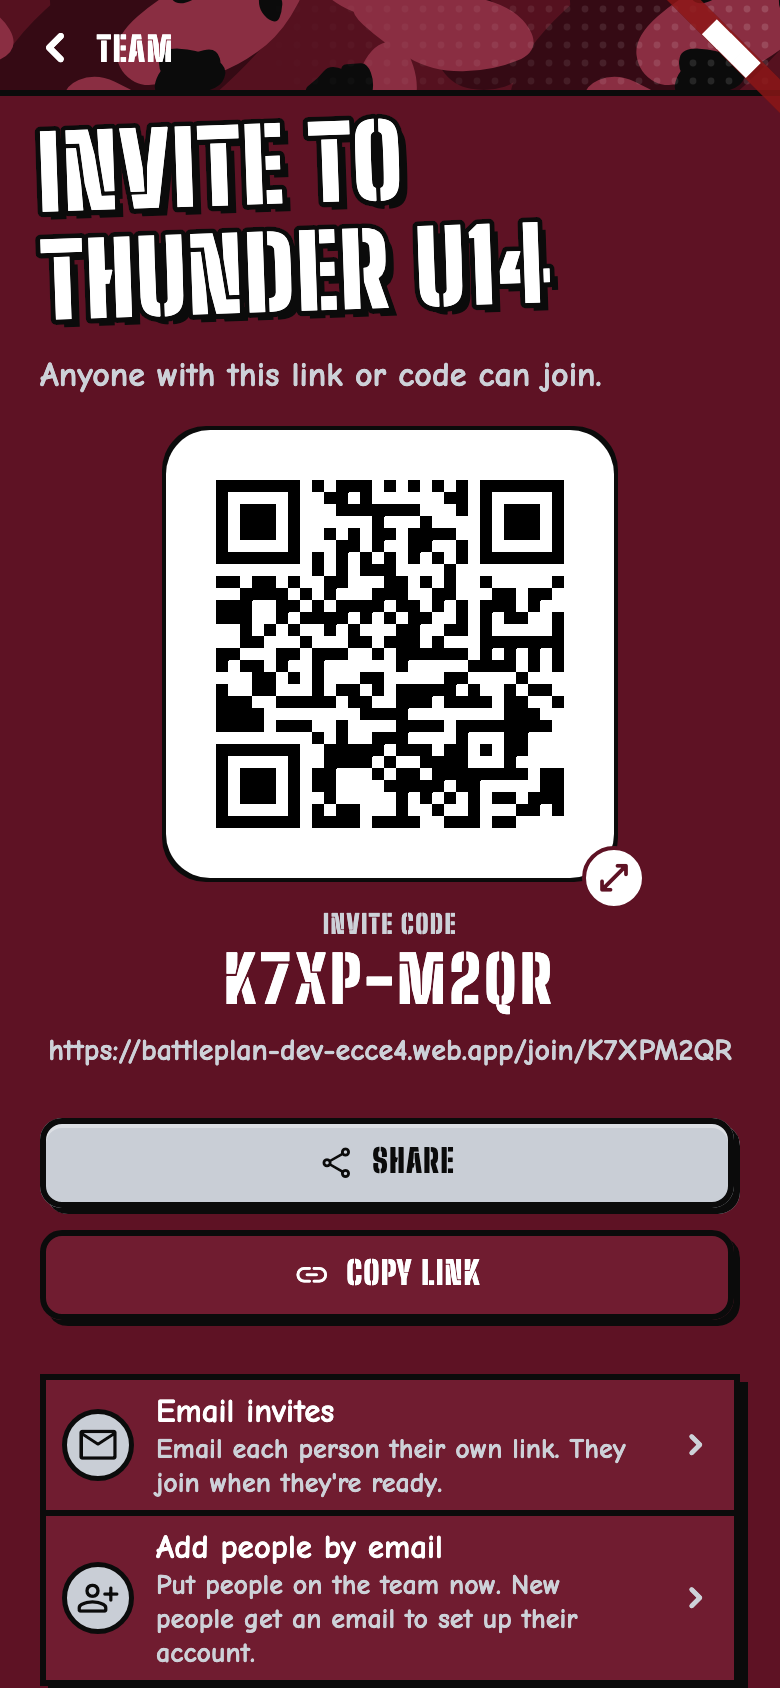 TEAM
INVITE TO
THUNDER U14
Anyone with this link or code can join.
INVITE CODE
K7XP-M2QR
https://battleplan-dev-ecce4.web.app/join/K7XPM2QR
SHARE
COPY LINK
Email invites
Email each person their own link. They
join when they're ready.
Add people by email
Put people on the team now. New
people get an email to set up their
account.